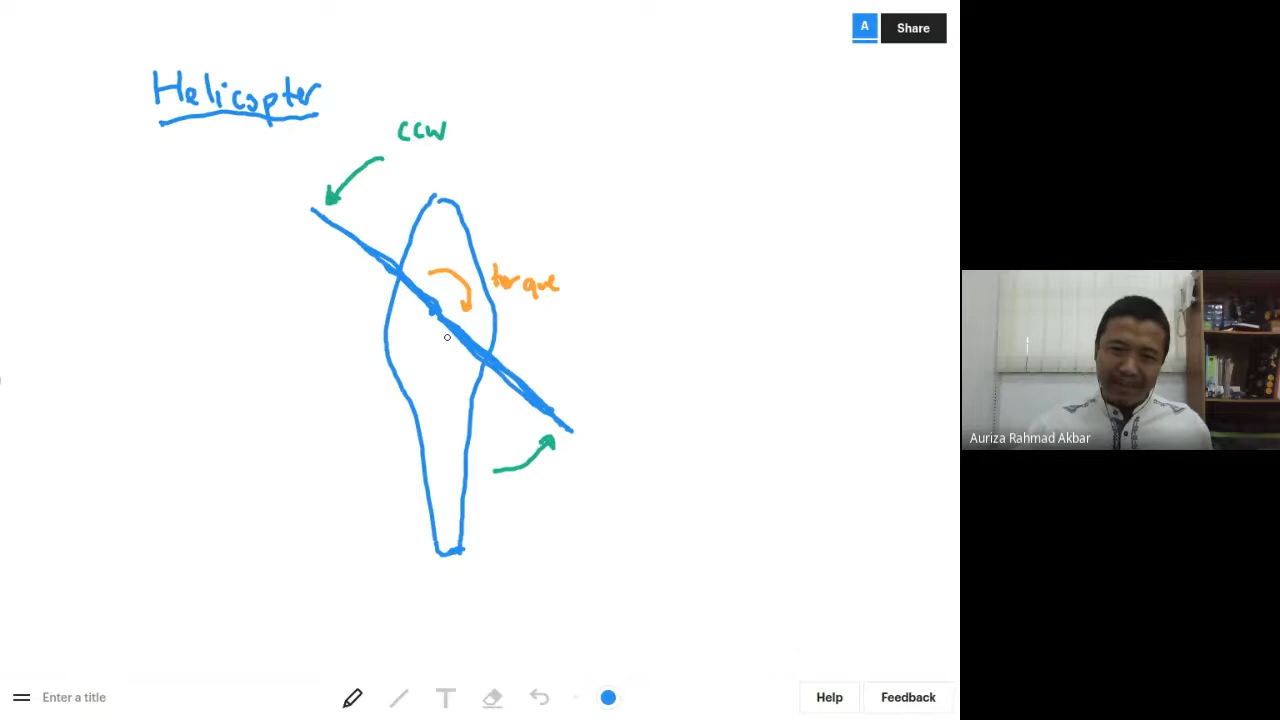 A
Share
Helicopter
CCW
torque
Auriza Rahmad Akbar
Enter a title
T
Help
Feedback